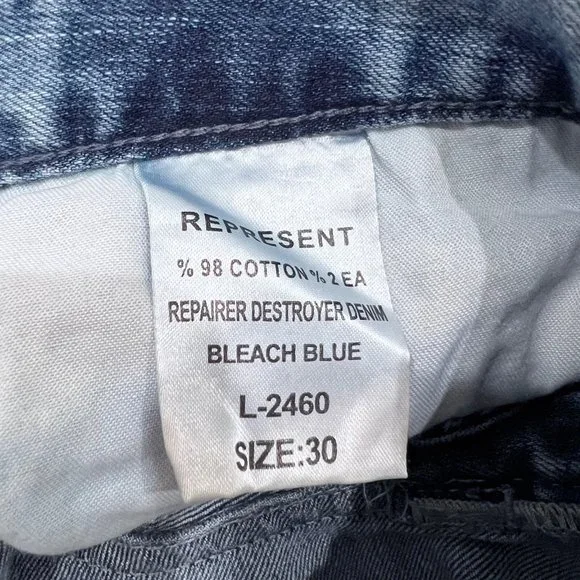 REPRESENT
% 98 COTTON % 2 EA
REPAIRER DESTROYER DENIM
BLEACH BLUE
L-2460
SIZE:30